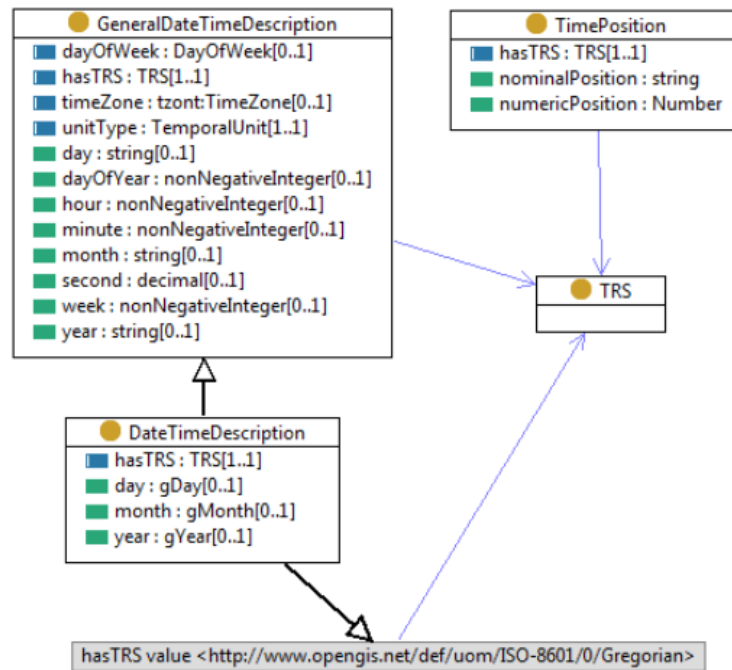 GeneralDateTimeDescription
dayOfWeek : DayOfWeek[0..1]
hasTRS : TRS[1..1]
timeZone : tzont:TimeZone[0..1]
unitType : TemporalUnit[1..1]
day : string[0..1]
dayOfYear : nonNegativeInteger[0..1]
hour : nonNegativeInteger[0..1]
minute : nonNegativeInteger[0..1]
month : string[0..1]
second : decimal[0..1]
week : nonNegativeInteger[0..1]
year : string[0..1]
TimePosition
hasTRS : TRS[1..1]
nominalPosition : string
numericPosition : Number
TRS
DateTimeDescription
hasTRS : TRS[1..1]
day : gDay[0..1]
month : gMonth[0..1]
year : gYear[0..1]
hasTRS value <http://www.opengis.net/def/uom/ISO-8601/0/Gregorian>